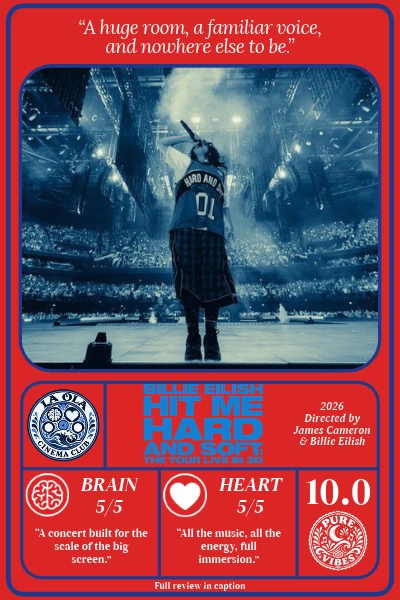 “A huge room, a familiar voice,
and nowhere else to be.”
HARD AND S
01
LA OLA
CINEMA CLUB
BILLIE EILISH
HIT ME
HARD
AND SOFT:
THE TOUR LIVE IN 3D
2026
Directed by
James Cameron
& Billie Eilish
BRAIN
5/5
“A concert built for the
scale of the big
screen.”
HEART
5/5
“All the music, all the
energy, full
immersion.”
10.0
PURE
VIBES
Full review in caption